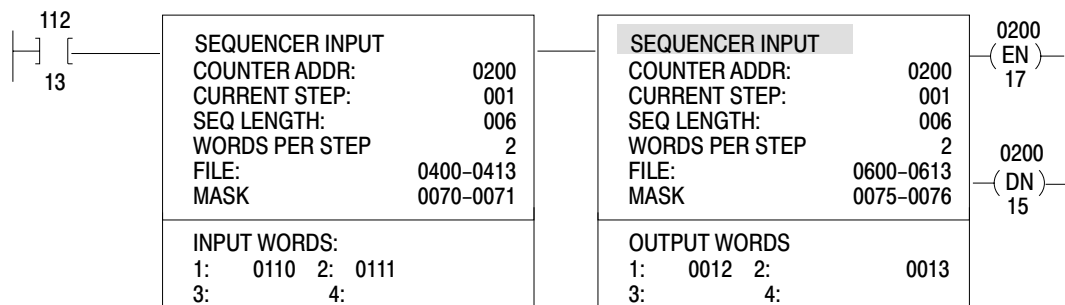 112
13
SEQUENCER INPUT
COUNTER ADDR: 0200
CURRENT STEP: 001
SEQ LENGTH: 006
WORDS PER STEP 2
FILE: 0400–0413
MASK 0070–0071
INPUT WORDS:
1: 0110 2: 0111
3: 4:
SEQUENCER INPUT
COUNTER ADDR: 0200
CURRENT STEP: 001
SEQ LENGTH: 006
WORDS PER STEP 2
FILE: 0600–0613
MASK 0075–0076
OUTPUT WORDS
1: 0012 2: 0013
3: 4:
0200
EN
17
0200
DN
15